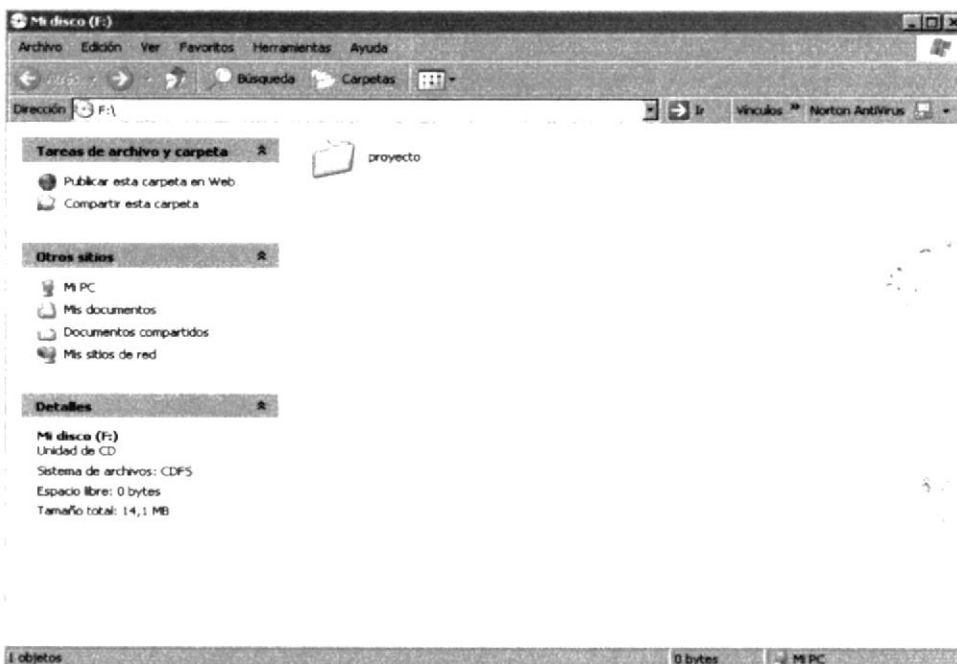 Mi disco (F:)
Archivo Edición Ver Favoritos Herramientas Ayuda
Atrás Búsqueda Carpetas
Dirección F:\ Ir Vínculos » Norton AntiVirus
Tareas de archivo y carpeta
proyecto
Publicar esta carpeta en Web
Compartir esta carpeta
Otros sitios
Mi PC
Mis documentos
Documentos compartidos
Mis sitios de red
Detalles
Mi disco (F:)
Unidad de CD
Sistema de archivos: CDFS
Espacio libre: 0 bytes
Tamaño total: 14,1 MB
1 objetos 0 bytes Mi PC